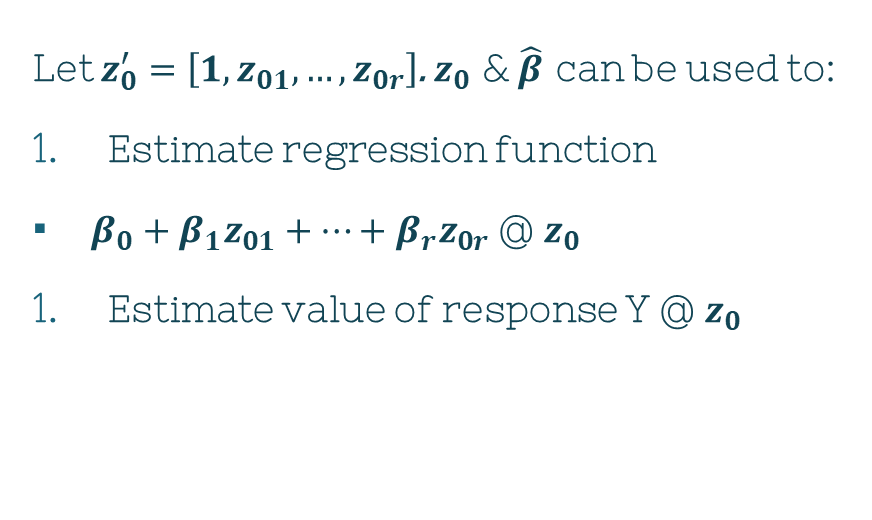 Let z′₀ = [1, z₀₁, … , z₀ᵣ]. z₀ & β̂ can be used to:
1. Estimate regression function
▪ β₀ + β₁z₀₁ + ⋯ + βᵣz₀ᵣ @ z₀
1. Estimate value of response Y @ z₀